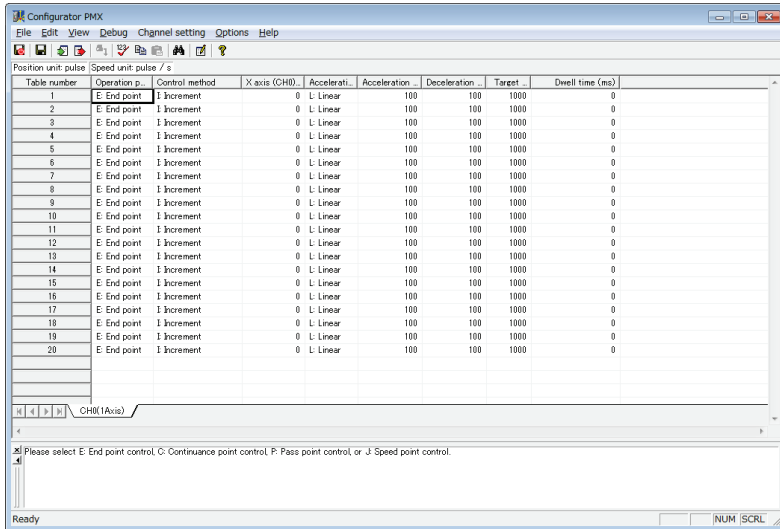 Configurator PMX
File Edit View Debug Channel setting Options Help
Position unit: pulse Speed unit: pulse / s
Table number Operation p... Control method X axis (CH0)... Accelerati... Acceleration ... Deceleration ... Target ... Dwell time (ms)
1 E: End point I: Increment 0 L: Linear 100 100 1000 0
2 E: End point I: Increment 0 L: Linear 100 100 1000 0
3 E: End point I: Increment 0 L: Linear 100 100 1000 0
4 E: End point I: Increment 0 L: Linear 100 100 1000 0
5 E: End point I: Increment 0 L: Linear 100 100 1000 0
6 E: End point I: Increment 0 L: Linear 100 100 1000 0
7 E: End point I: Increment 0 L: Linear 100 100 1000 0
8 E: End point I: Increment 0 L: Linear 100 100 1000 0
9 E: End point I: Increment 0 L: Linear 100 100 1000 0
10 E: End point I: Increment 0 L: Linear 100 100 1000 0
11 E: End point I: Increment 0 L: Linear 100 100 1000 0
12 E: End point I: Increment 0 L: Linear 100 100 1000 0
13 E: End point I: Increment 0 L: Linear 100 100 1000 0
14 E: End point I: Increment 0 L: Linear 100 100 1000 0
15 E: End point I: Increment 0 L: Linear 100 100 1000 0
16 E: End point I: Increment 0 L: Linear 100 100 1000 0
17 E: End point I: Increment 0 L: Linear 100 100 1000 0
18 E: End point I: Increment 0 L: Linear 100 100 1000 0
19 E: End point I: Increment 0 L: Linear 100 100 1000 0
20 E: End point I: Increment 0 L: Linear 100 100 1000 0
CH0(1Axis)
Please select E: End point control, C: Continuance point control, P: Pass point control, or J: Speed point control.
Ready NUM SCRL